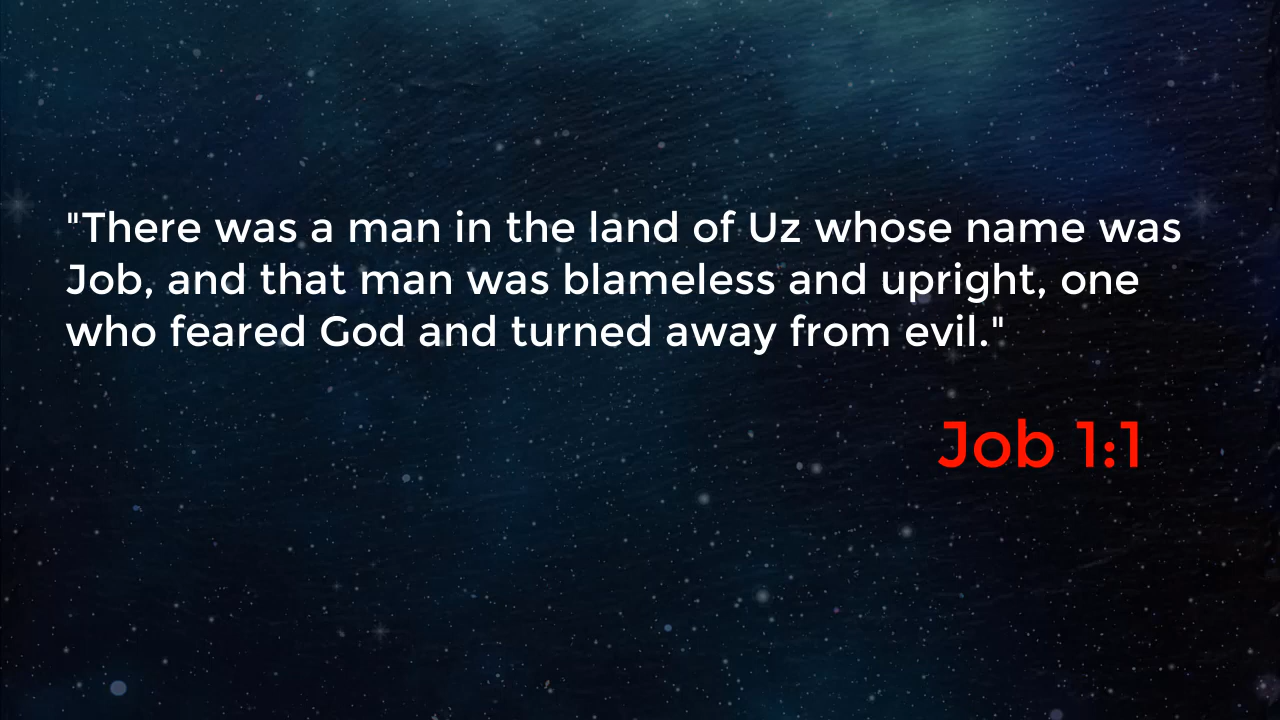 "There was a man in the land of Uz whose name was
Job, and that man was blameless and upright, one
who feared God and turned away from evil."
Job 1:1